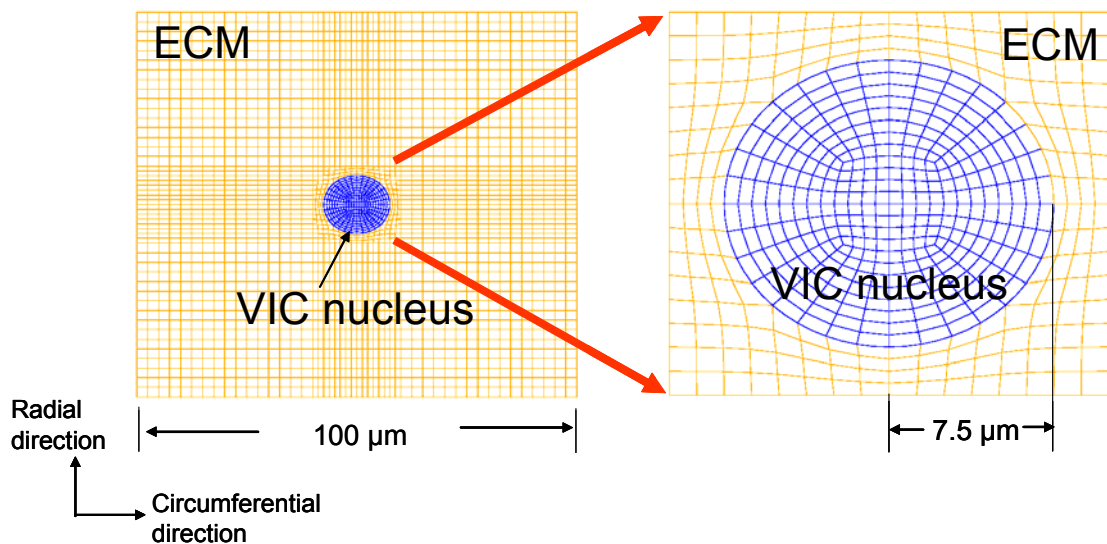 ECM
ECM
VIC nucleus
VIC nucleus
100 µm
7.5 µm
Radial
direction
Circumferential
direction